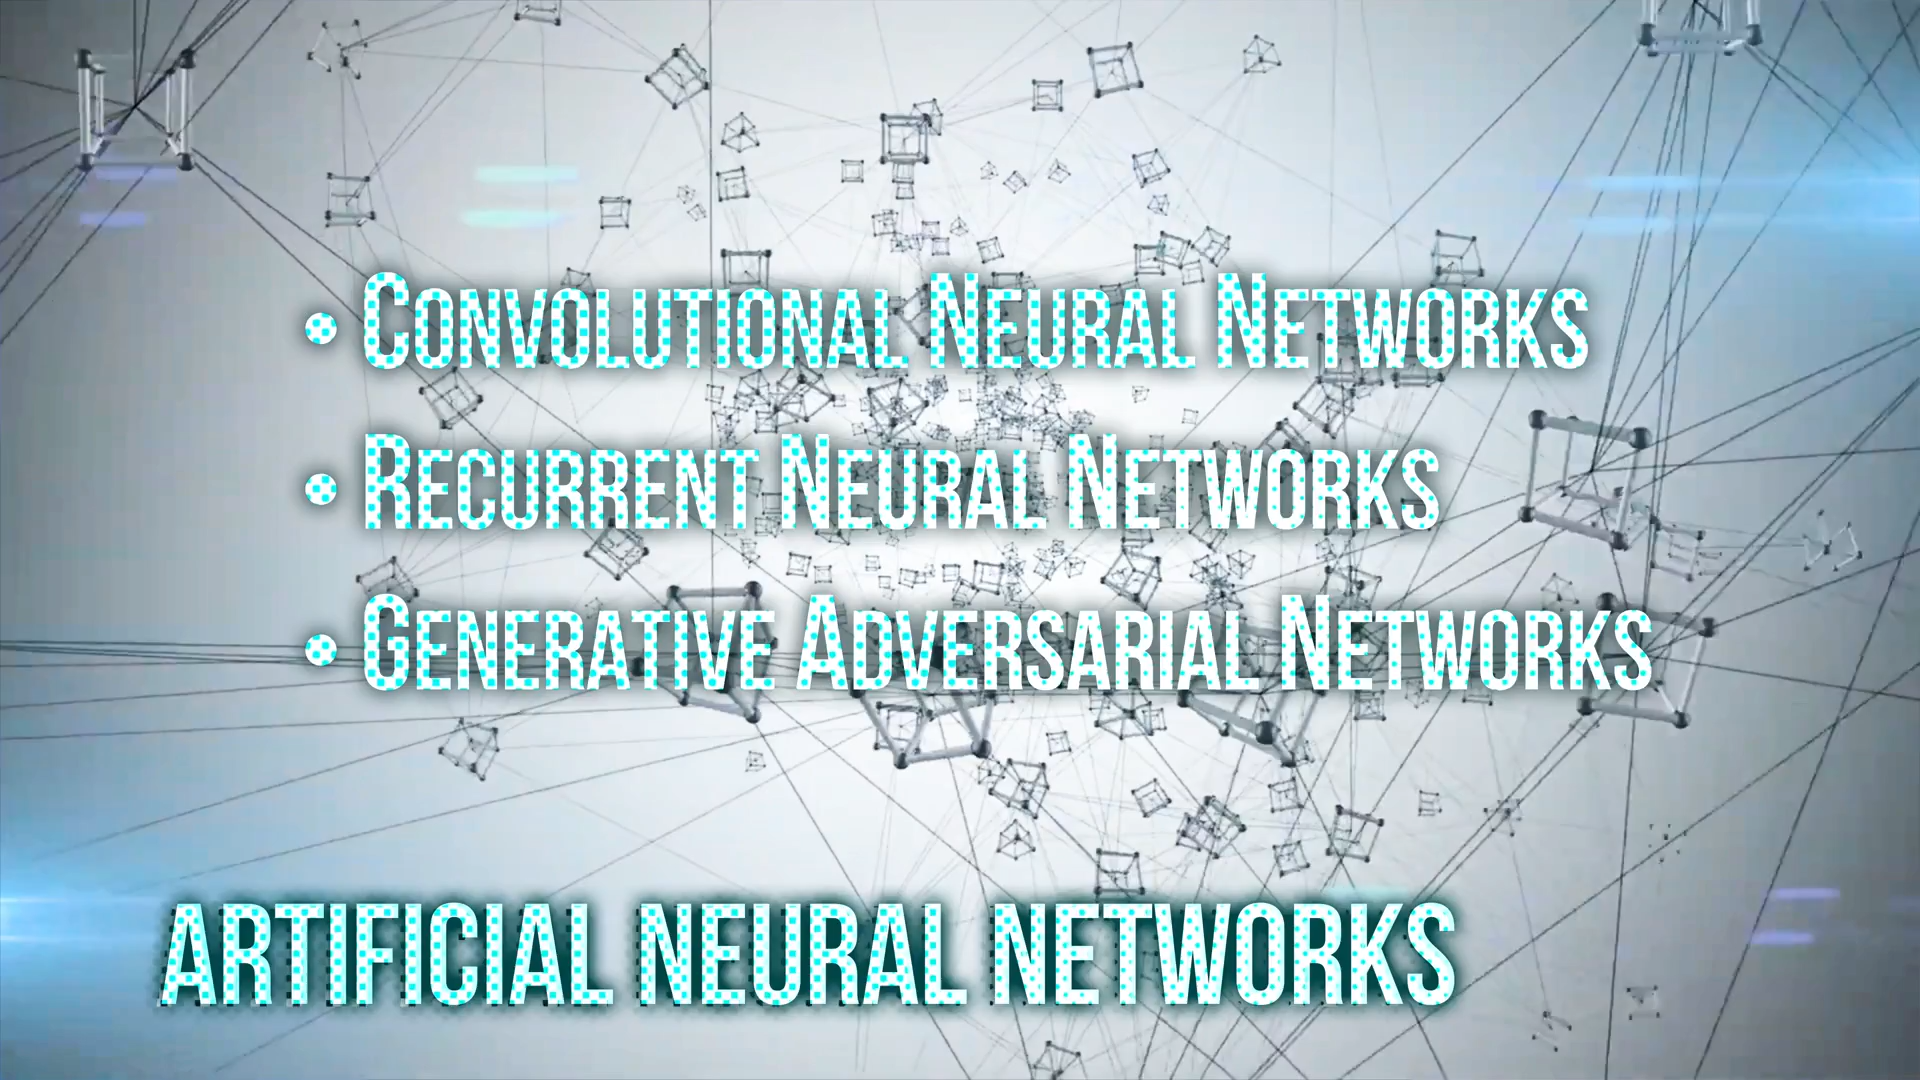 • Convolutional Neural Networks
• Recurrent Neural Networks
• Generative Adversarial Networks
ARTIFICIAL NEURAL NETWORKS